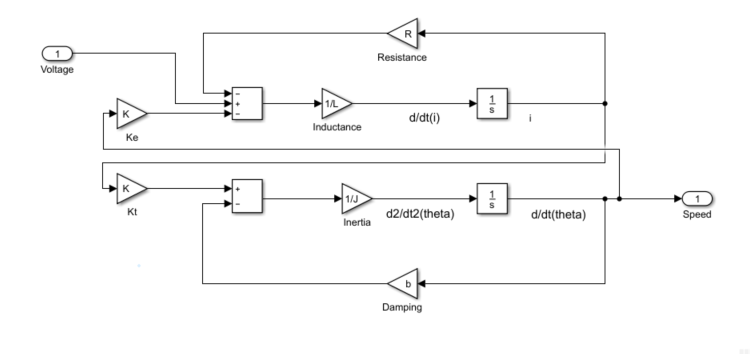 R
Resistance
1
Voltage
−
+
−
1/L
Inductance
d/dt(i)
1
s
i
K
Ke
K
Kt
+
−
1/J
Inertia
d2/dt2(theta)
1
s
d/dt(theta)
1
Speed
b
Damping